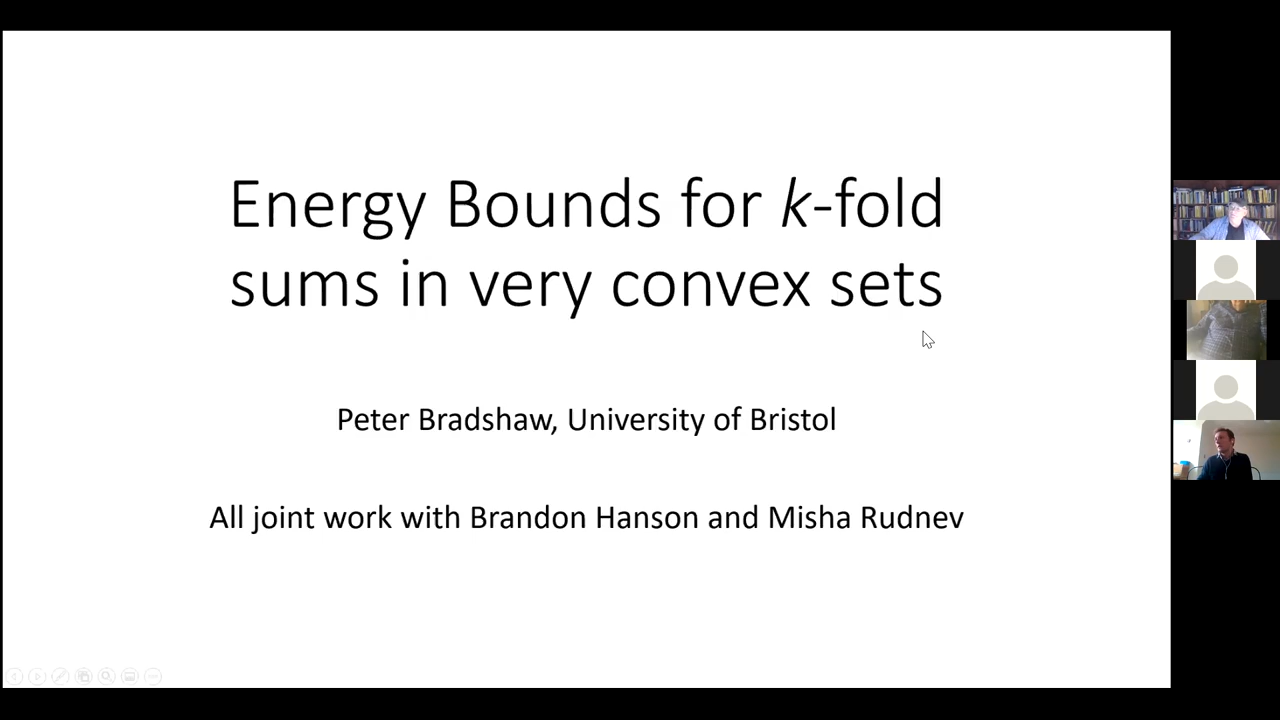 Energy Bounds for k-fold
sums in very convex sets
Peter Bradshaw, University of Bristol
All joint work with Brandon Hanson and Misha Rudnev